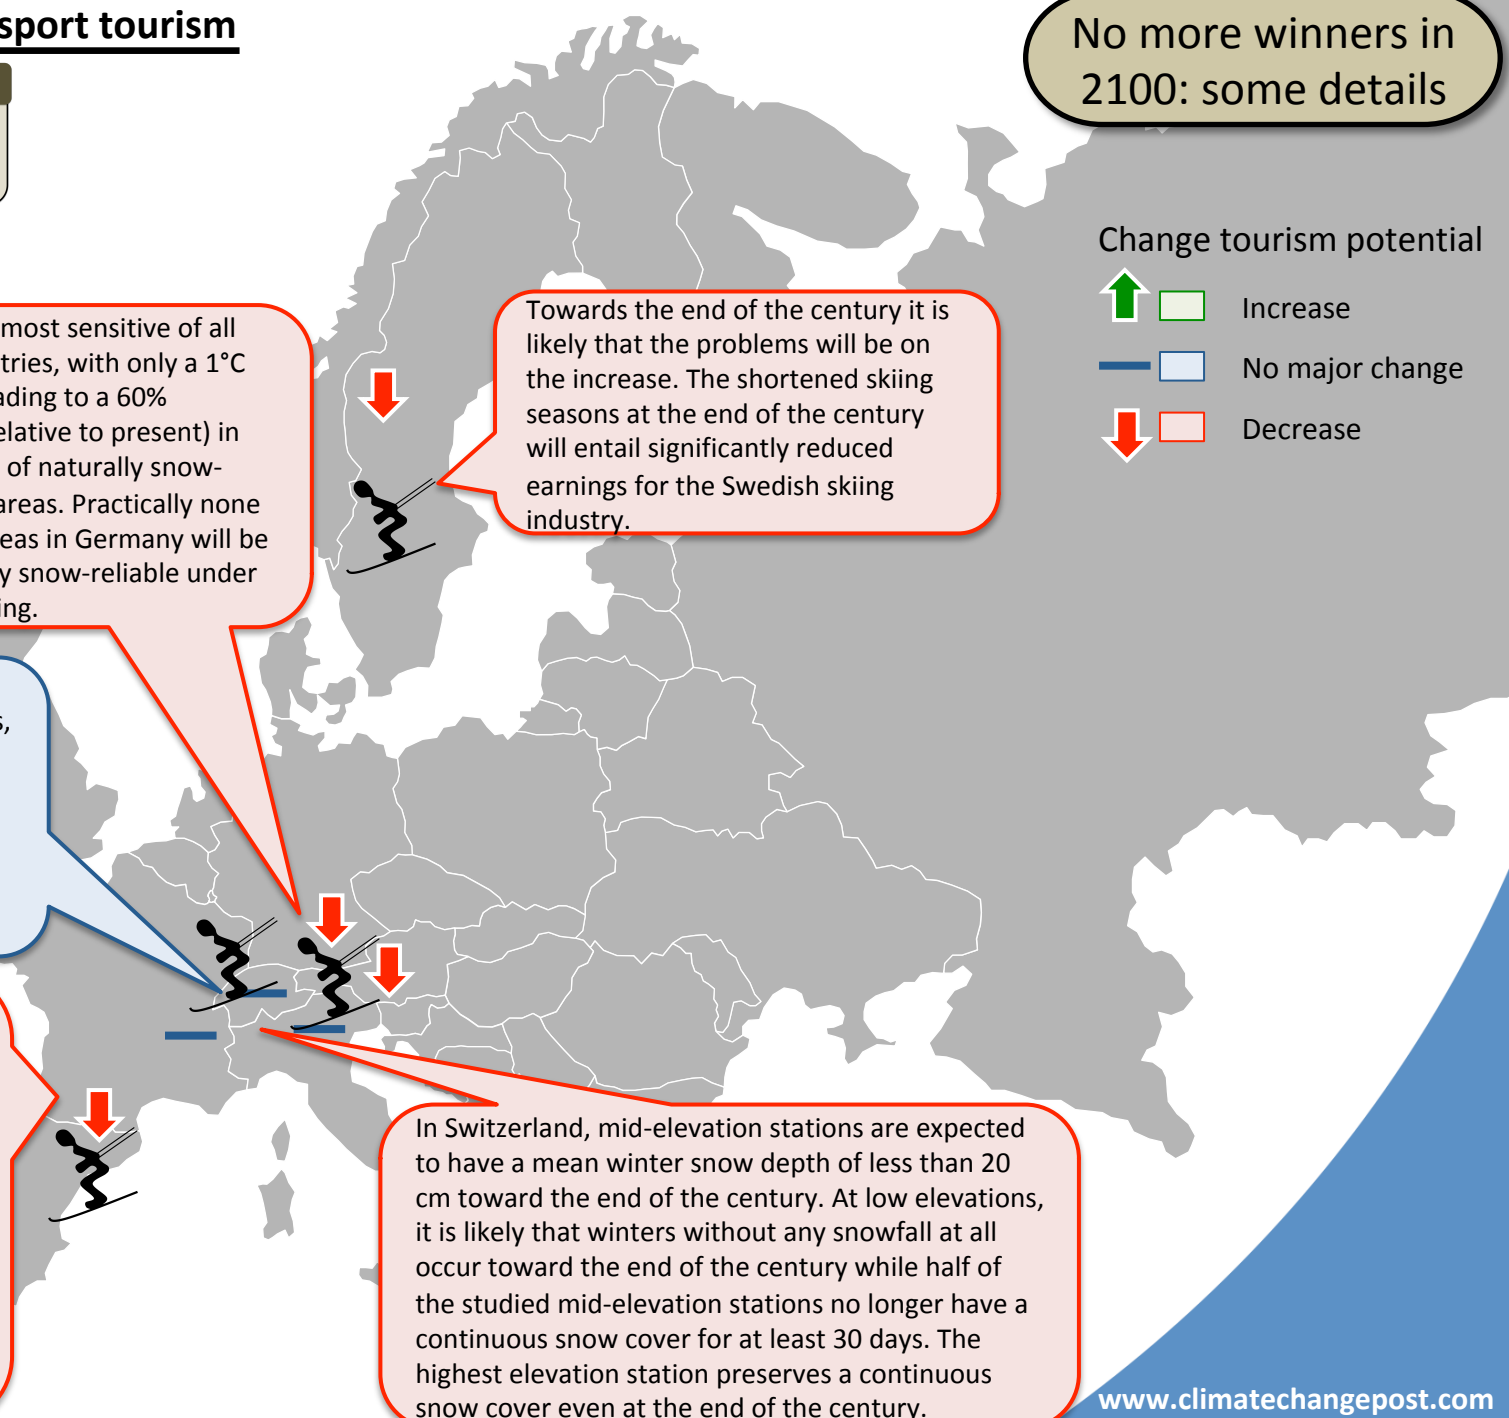 sport tourism
No more winners in
2100: some details
Change tourism potential
Increase
No major change
Decrease
most sensitive of all
tries, with only a 1°C
ading to a 60%
elative to present) in
of naturally snow-
areas. Practically none
eas in Germany will be
y snow-reliable under
ing.
Towards the end of the century it is
likely that the problems will be on
the increase. The shortened skiing
seasons at the end of the century
will entail significantly reduced
earnings for the Swedish skiing
industry.
s,
In Switzerland, mid-elevation stations are expected
to have a mean winter snow depth of less than 20
cm toward the end of the century. At low elevations,
it is likely that winters without any snowfall at all
occur toward the end of the century while half of
the studied mid-elevation stations no longer have a
continuous snow cover for at least 30 days. The
highest elevation station preserves a continuous
snow cover even at the end of the century.
www.climatechangepost.com